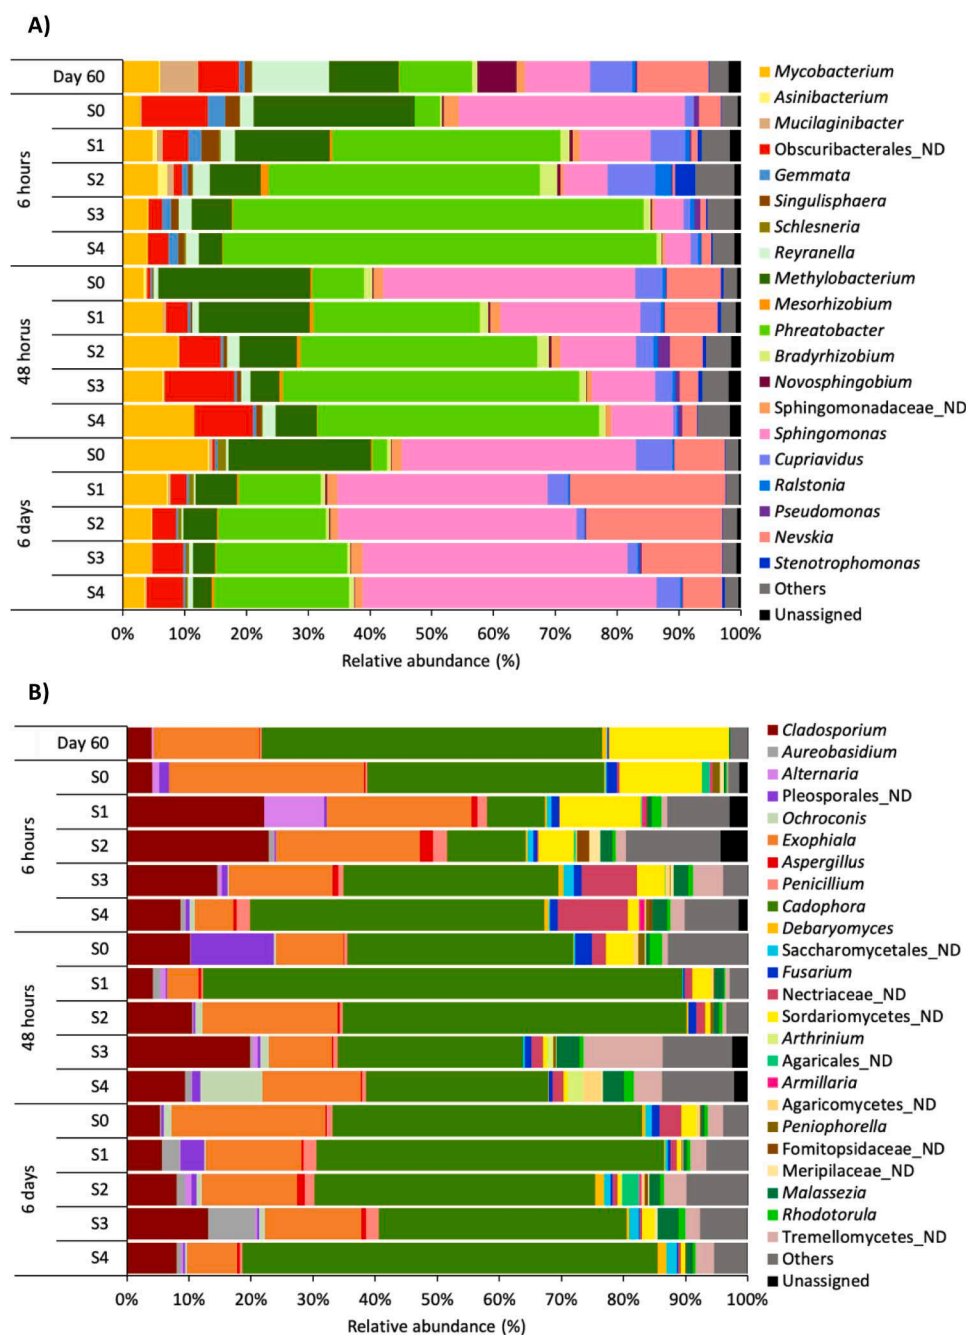 A)
Day 60
S0
S1
S2
S3
S4
S0
S1
S2
S3
S4
S0
S1
S2
S3
S4
6 hours
48 horus
6 days
0% 10% 20% 30% 40% 50% 60% 70% 80% 90% 100%
Relative abundance (%)
Mycobacterium
Asinibacterium
Mucilaginibacter
Obscuribacterales_ND
Gemmata
Singulisphaera
Schlesneria
Reyranella
Methylobacterium
Mesorhizobium
Phreatobacter
Bradyrhizobium
Novosphingobium
Sphingomonadaceae_ND
Sphingomonas
Cupriavidus
Ralstonia
Pseudomonas
Nevskia
Stenotrophomonas
Others
Unassigned
B)
Day 60
S0
S1
S2
S3
S4
S0
S1
S2
S3
S4
S0
S1
S2
S3
S4
6 hours
48 hours
6 days
0% 10% 20% 30% 40% 50% 60% 70% 80% 90% 100%
Relative abundance (%)
Cladosporium
Aureobasidium
Alternaria
Pleosporales_ND
Ochroconis
Exophiala
Aspergillus
Penicillium
Cadophora
Debaryomyces
Saccharomycetales_ND
Fusarium
Nectriaceae_ND
Sordariomycetes_ND
Arthrinium
Agaricales_ND
Armillaria
Agaricomycetes_ND
Peniophorella
Fomitopsidaceae_ND
Meripilaceae_ND
Malassezia
Rhodotorula
Tremellomycetes_ND
Others
Unassigned